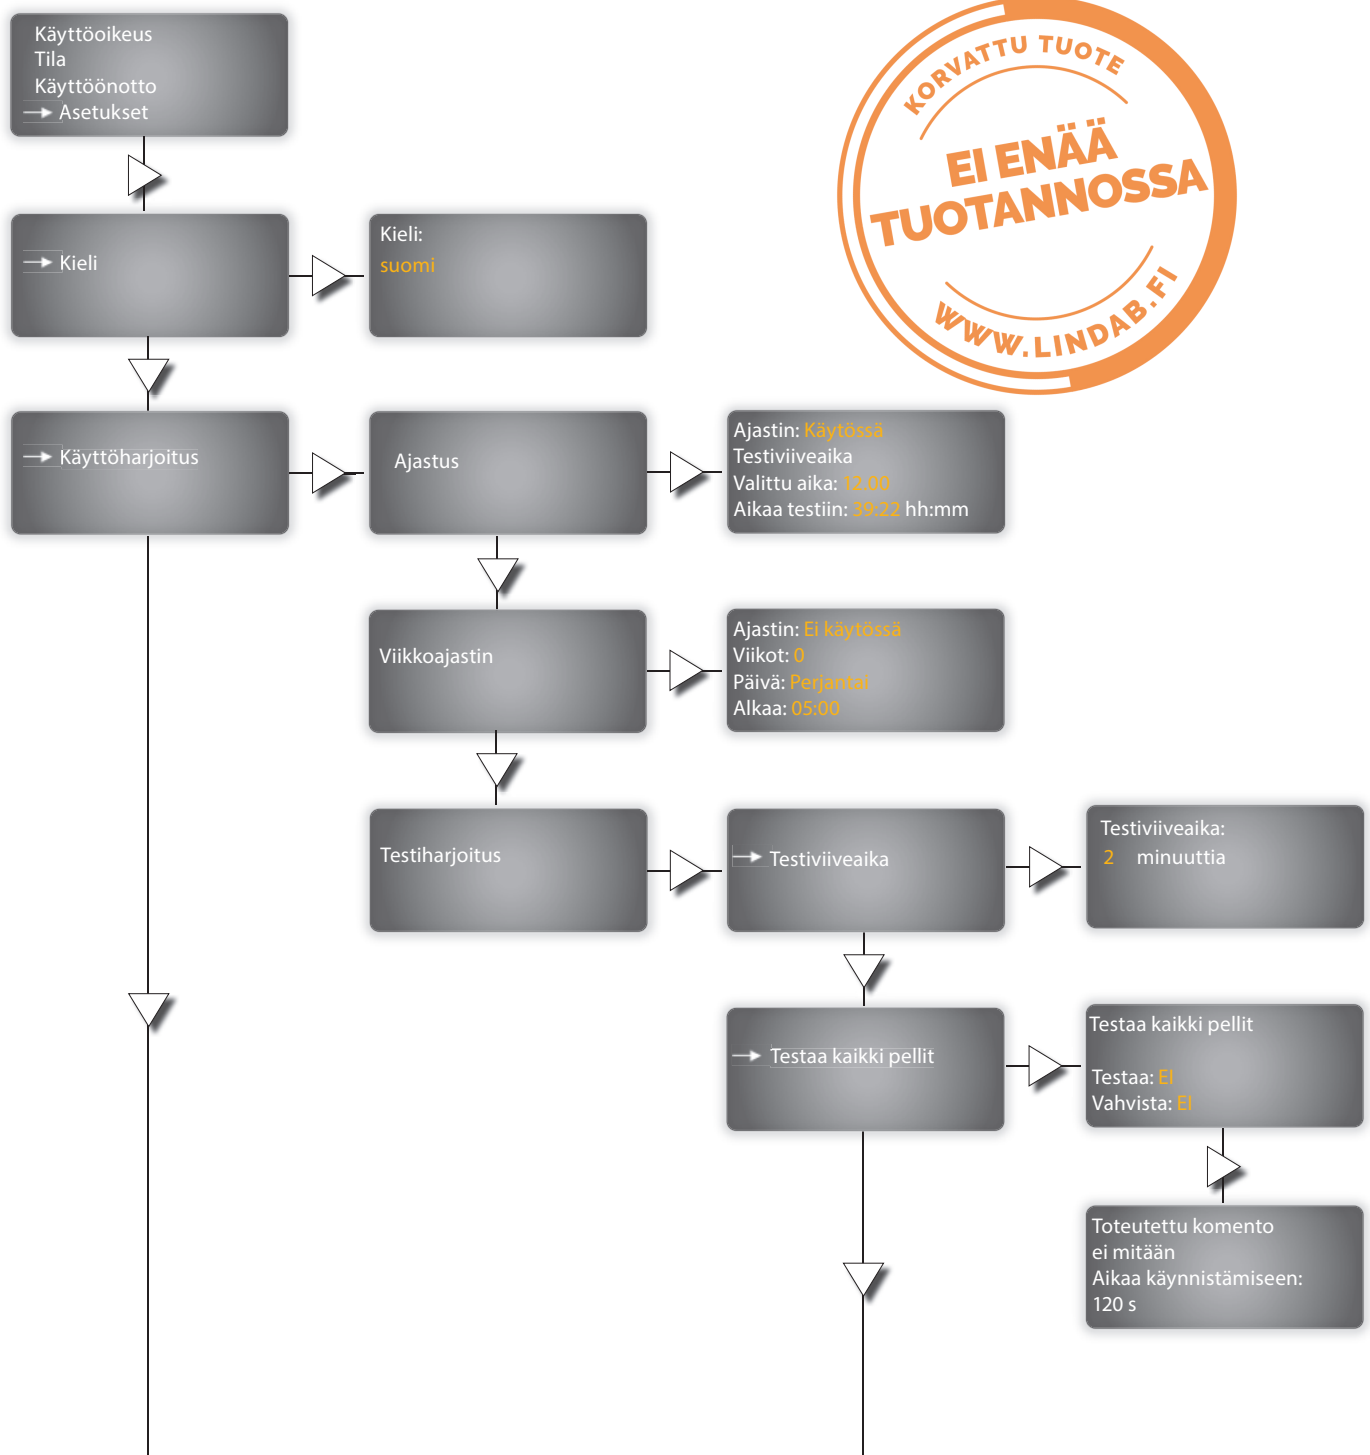 Käyttöoikeus
Tila
Käyttöönotto
Asetukset
KORVATTU TUOTE
EI ENÄÄ
TUOTANNOSSA
WWW.LINDAB.FI
Kieli
Kieli:
suomi
Käyttöharjoitus
Ajastus
Ajastin: Käytössä
Testiviiveaika
Valittu aika: 12.00
Aikaa testiin: 39:22 hh:mm
Viikkoajastin
Ajastin: Ei käytössä
Viikot: 0
Päivä: Perjantai
Alkaa: 05:00
Testiharjoitus
Testiviiveaika
Testiviiveaika:
2 minuuttia
Testaa kaikki pellit
Testaa kaikki pellit
Testaa: EI
Vahvista: EI
Toteutettu komento
ei mitään
Aikaa käynnistämiseen:
120 s